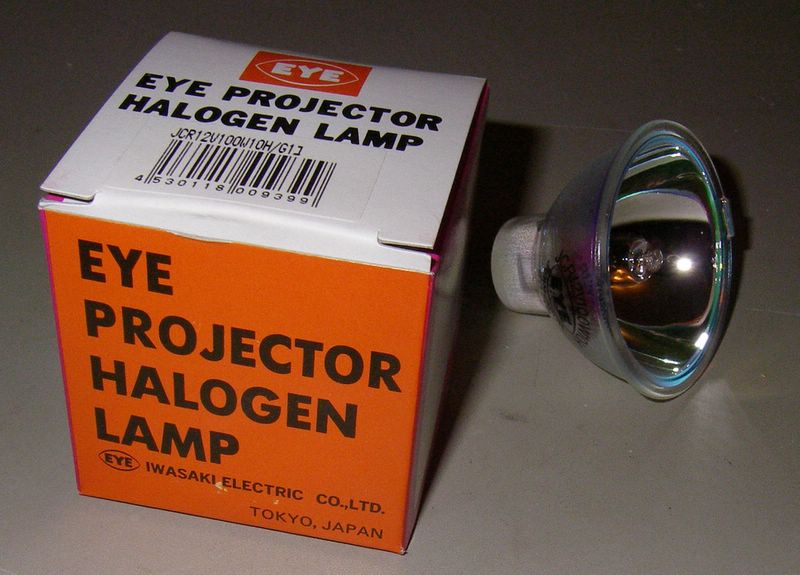 EYE
EYE PROJECTOR
HALOGEN LAMP
JCR12V100W10H/G1J
4 530118 009399
EYE
PROJECTOR
HALOGEN
LAMP
EYE IWASAKI ELECTRIC CO.,LTD.
TOKYO, JAPAN